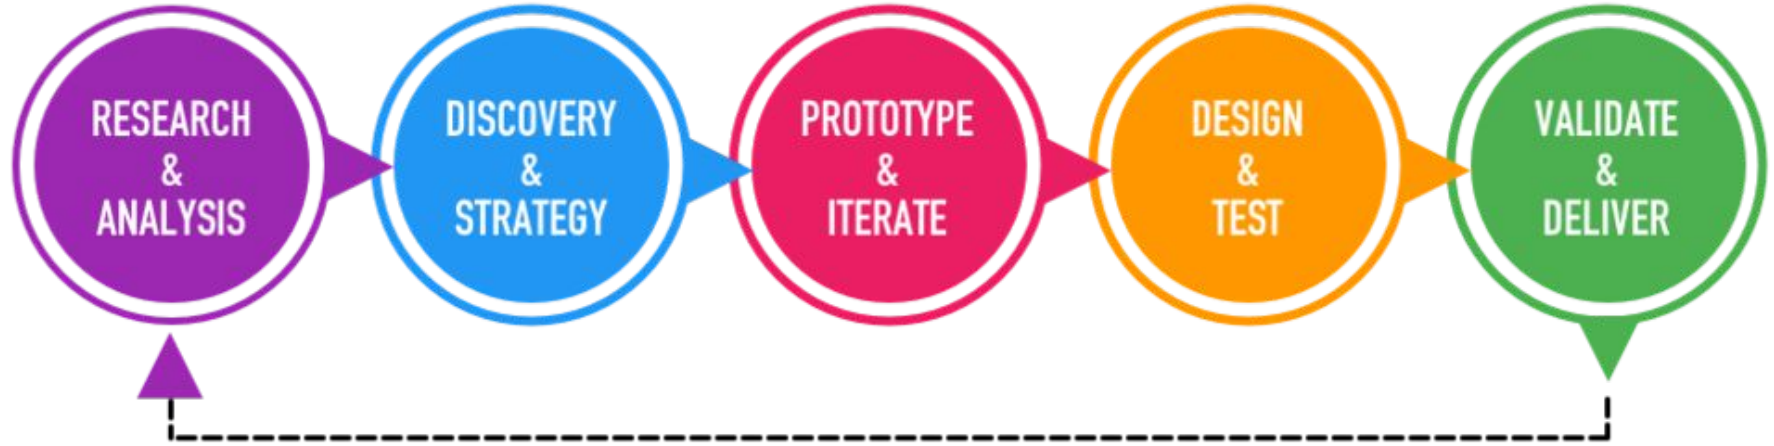 RESEARCH
&
ANALYSIS
DISCOVERY
&
STRATEGY
PROTOTYPE
&
ITERATE
DESIGN
&
TEST
VALIDATE
&
DELIVER